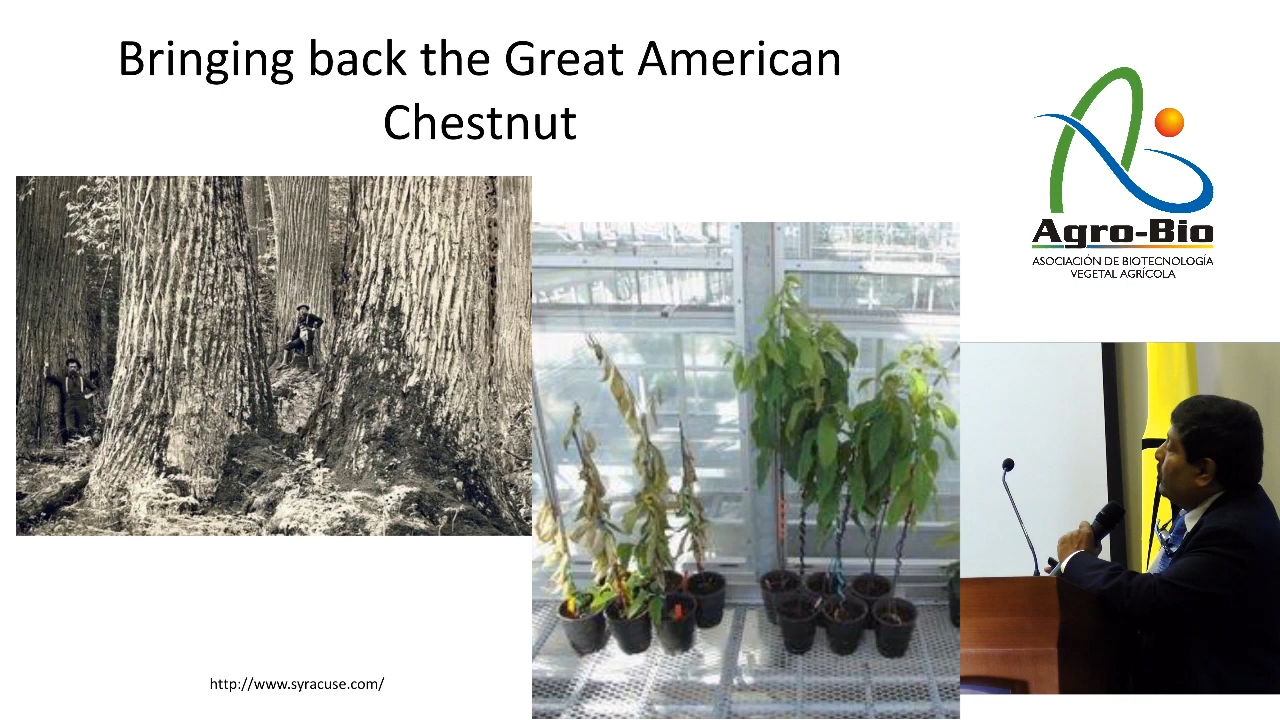 Bringing back the Great American
Chestnut
Agro-Bio
ASOCIACIÓN DE BIOTECNOLOGÍA
VEGETAL AGRÍCOLA
http://www.syracuse.com/